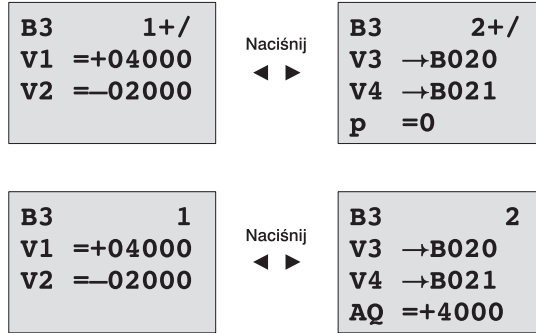 B3 1+/
V1 =+04000
V2 =–02000
Naciśnij
◄ ►
B3 2+/
V3 →B020
V4 →B021
p =0
B3 1
V1 =+04000
V2 =–02000
Naciśnij
◄ ►
B3 2
V3 →B020
V4 →B021
AQ =+4000